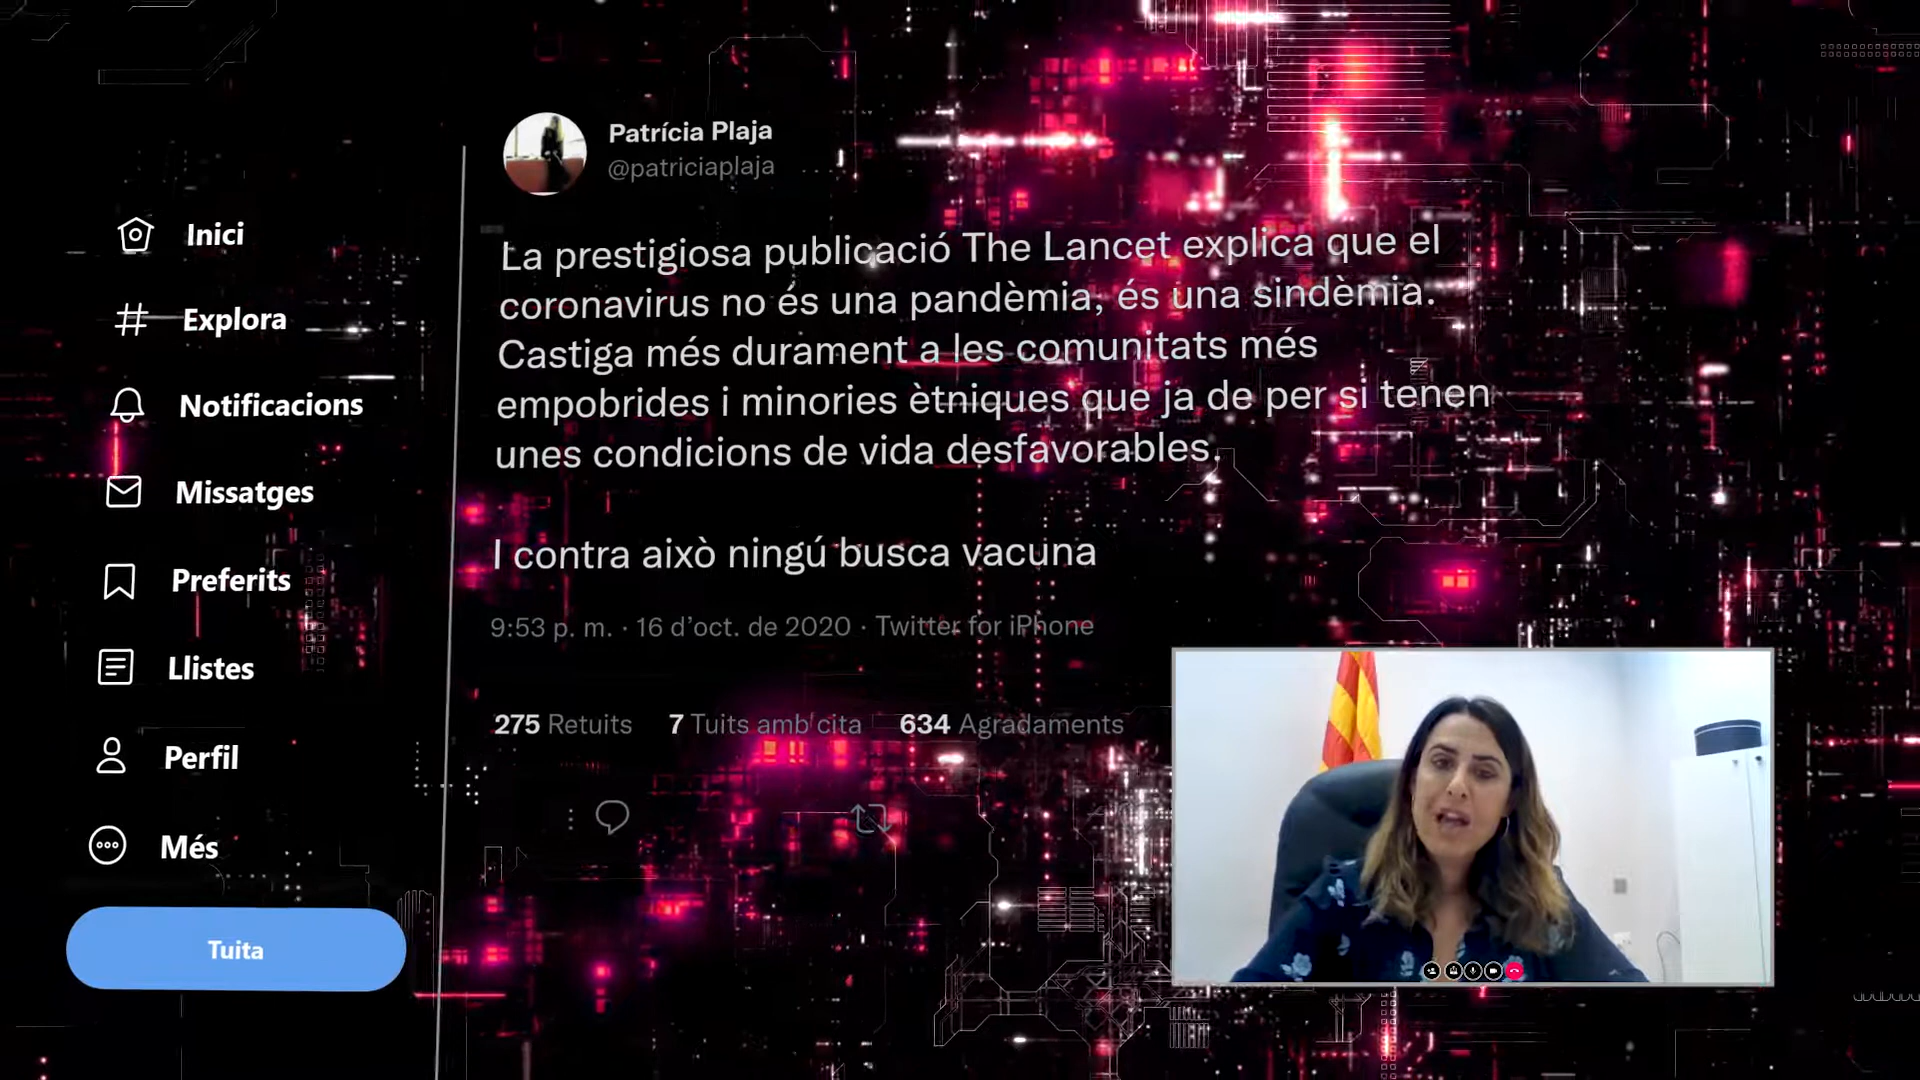 Inici
Explora
Notificacions
Missatges
Preferits
Llistes
Perfil
Més
Tuita
Patrícia Plaja
@patriciaplaja
La prestigiosa publicació The Lancet explica que el
coronavirus no és una pandèmia, és una sindèmia.
Castiga més durament a les comunitats més
empobrides i minories ètniques que ja de per si tenen
unes condicions de vida desfavorables.
I contra això ningú busca vacuna
9:53 p. m. · 16 d'oct. de 2020 · Twitter for iPhone
275 Retuits 7 Tuits amb cita 634 Agradaments